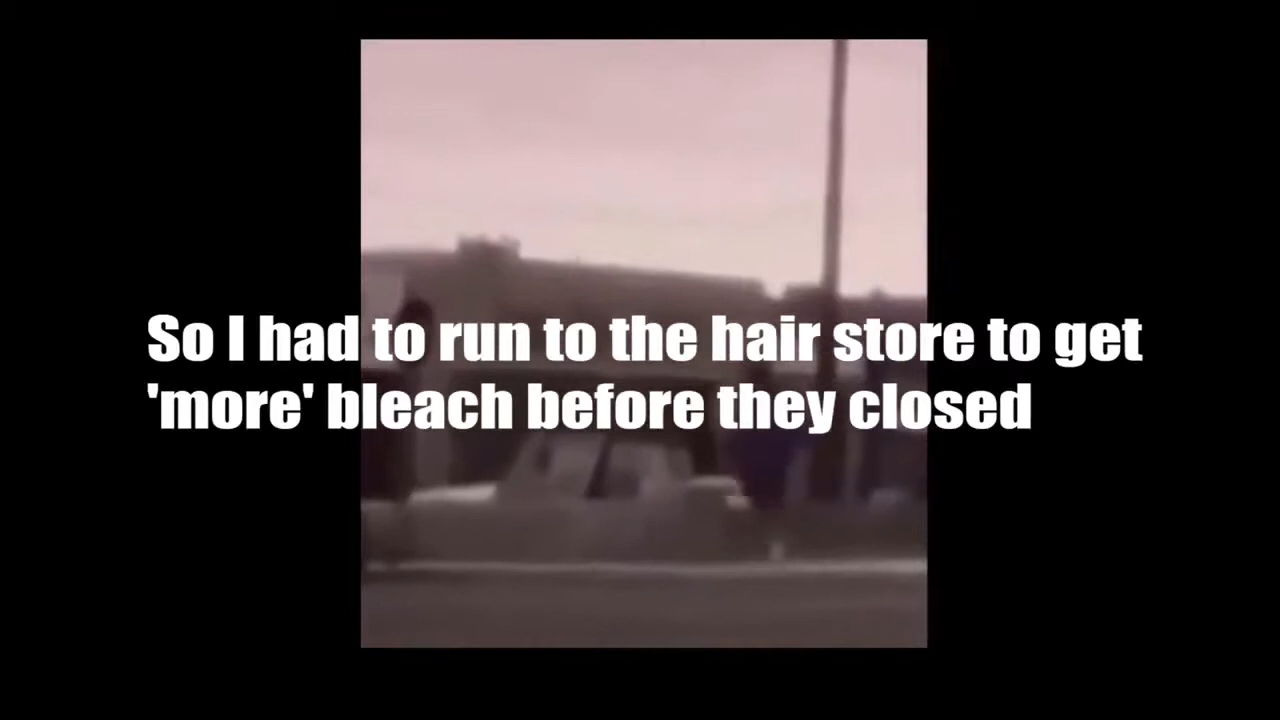 So I had to run to the hair store to get
'more' bleach before they closed